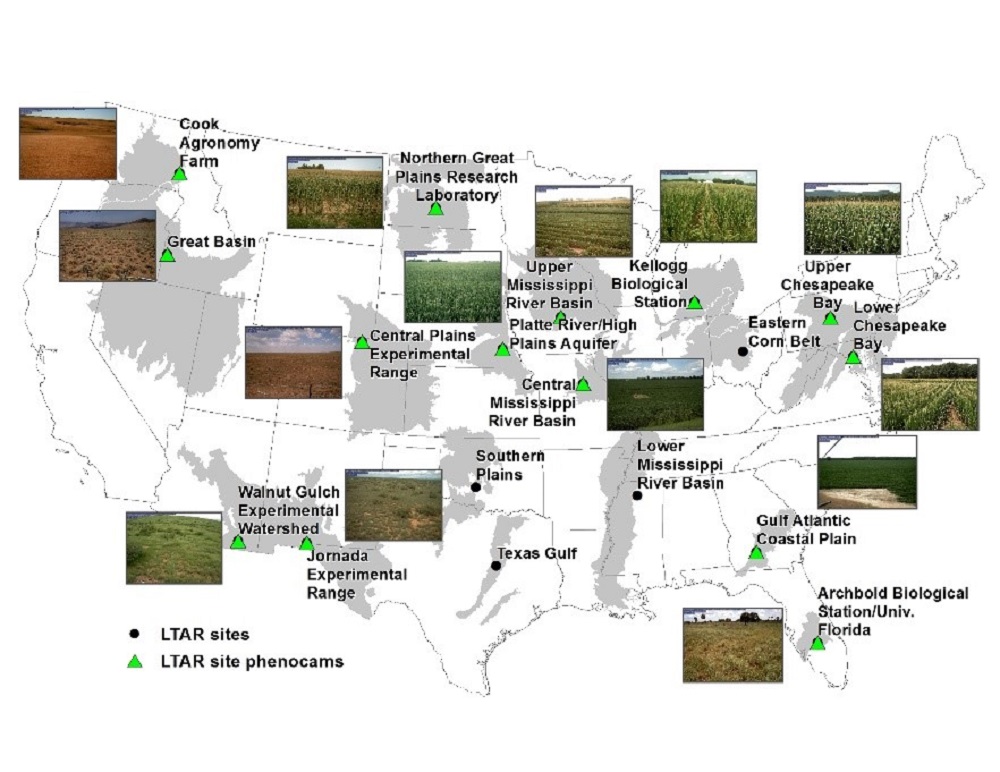 Cook
Agronomy
Farm
Northern Great
Plains Research
Laboratory
Great Basin
Upper
Mississippi
River Basin
Kellogg
Biological
Station
Upper
Chesapeake
Bay
Lower
Chesapeake
Bay
Eastern
Corn Belt
Platte River/High
Plains Aquifer
Central Plains
Experimental
Range
Central
Mississippi
River Basin
Southern
Plains
Lower
Mississippi
River Basin
Walnut Gulch
Experimental
Watershed
Jornada
Experimental
Range
Texas Gulf
Gulf Atlantic
Coastal Plain
Archbold Biological
Station/Univ.
Florida
LTAR sites
LTAR site phenocams